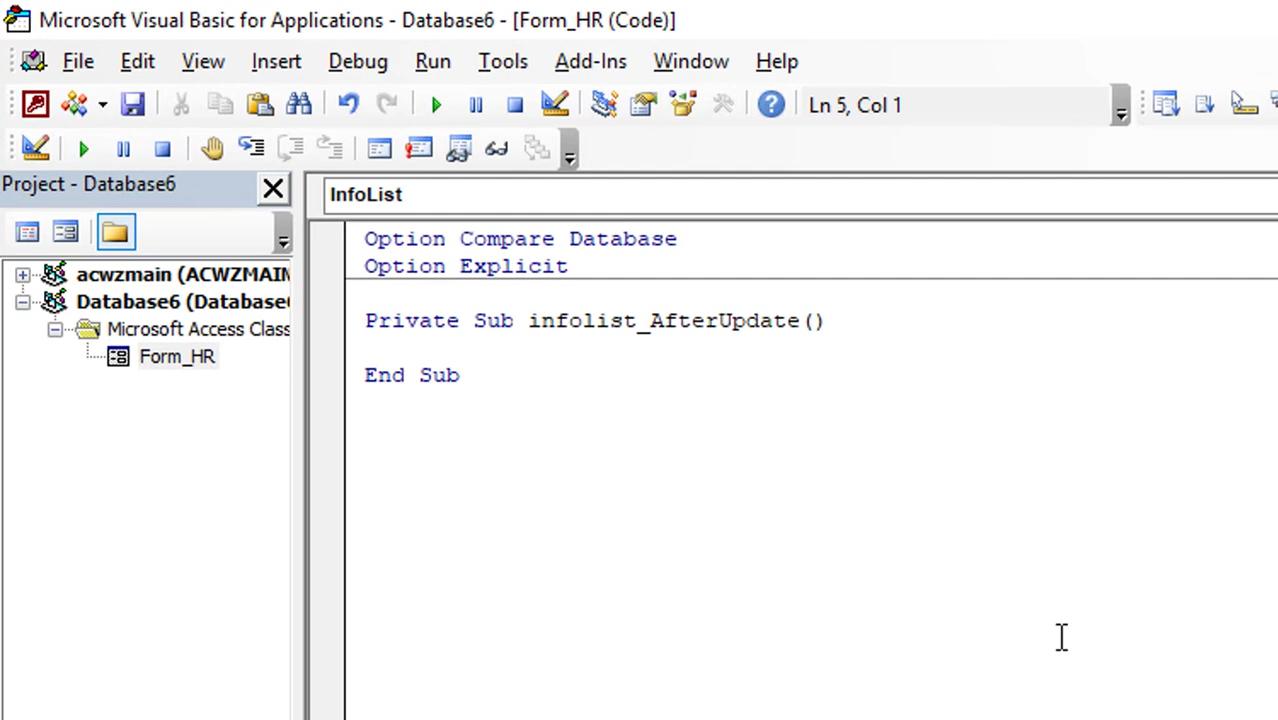 Microsoft Visual Basic for Applications - Database6 - [Form_HR (Code)]
File Edit View Insert Debug Run Tools Add-Ins Window Help
Ln 5, Col 1
Project - Database6
InfoList
acwzmain (ACWZMAIN
Database6 (Database6
Microsoft Access Class
Form_HR
Option Compare Database
Option Explicit
Private Sub infolist_AfterUpdate()
End Sub